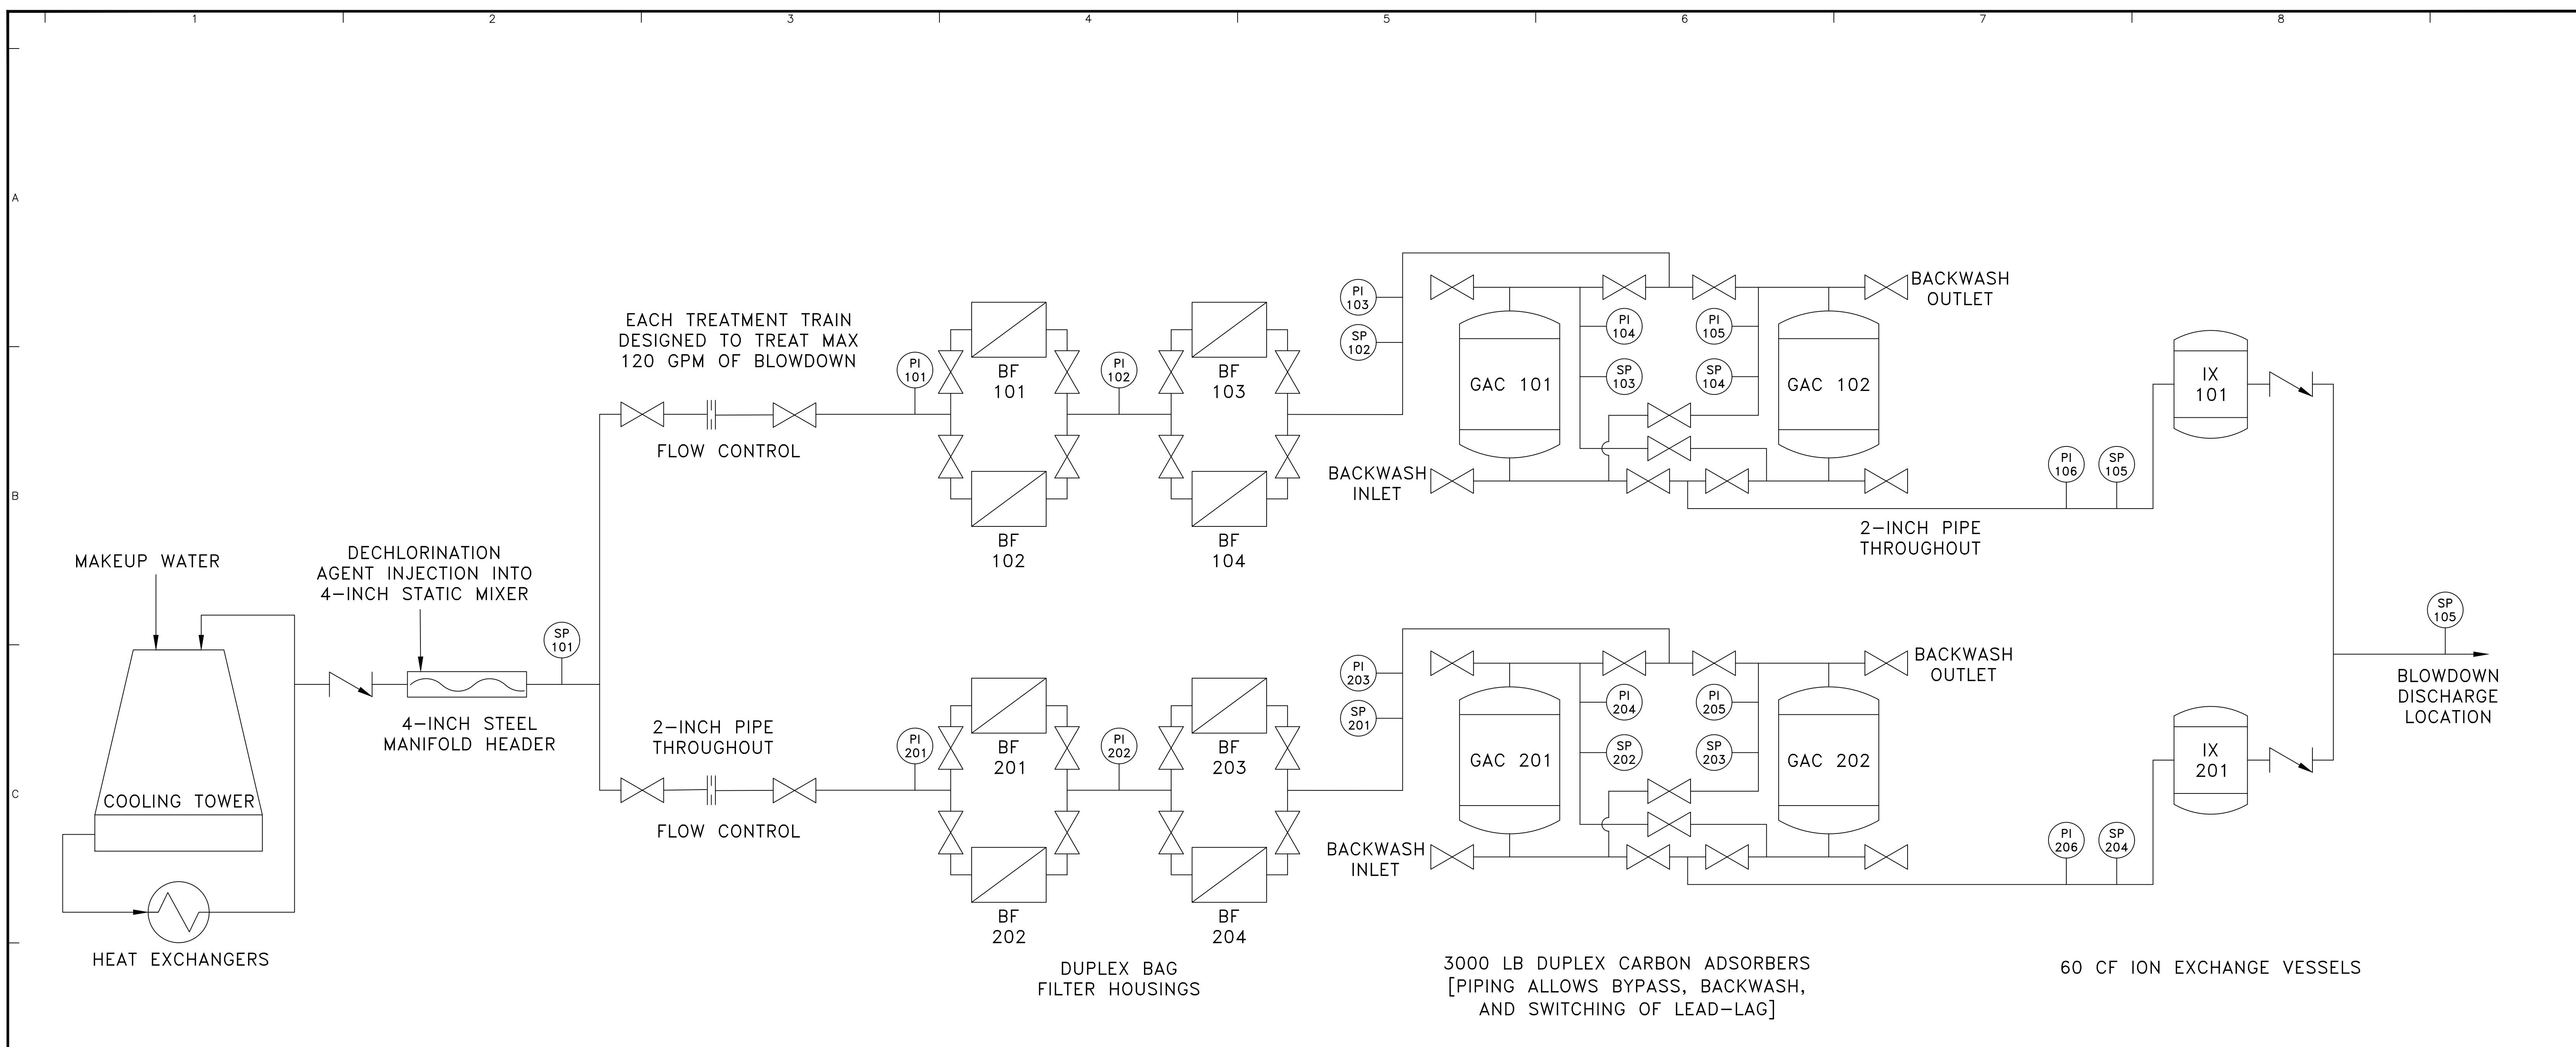 1
2
3
4
5
6
7
8
A
B
C
MAKEUP WATER
COOLING TOWER
HEAT EXCHANGERS
DECHLORINATION
AGENT INJECTION INTO
4-INCH STATIC MIXER
4-INCH STEEL
MANIFOLD HEADER
SP
101
EACH TREATMENT TRAIN
DESIGNED TO TREAT MAX
120 GPM OF BLOWDOWN
FLOW CONTROL
PI
101
BF
101
BF
102
PI
102
BF
103
BF
104
PI
103
SP
102
GAC 101
PI
104
SP
103
PI
105
SP
104
GAC 102
BACKWASH
OUTLET
BACKWASH
INLET
2-INCH PIPE
THROUGHOUT
PI
106
SP
105
IX
101
2-INCH PIPE
THROUGHOUT
FLOW CONTROL
PI
201
BF
201
BF
202
PI
202
BF
203
BF
204
DUPLEX BAG
FILTER HOUSINGS
PI
203
SP
201
GAC 201
PI
204
SP
202
PI
205
SP
203
GAC 202
BACKWASH
OUTLET
BACKWASH
INLET
3000 LB DUPLEX CARBON ADSORBERS
[PIPING ALLOWS BYPASS, BACKWASH,
AND SWITCHING OF LEAD-LAG]
PI
206
SP
204
IX
201
60 CF ION EXCHANGE VESSELS
SP
105
BLOWDOWN
DISCHARGE
LOCATION